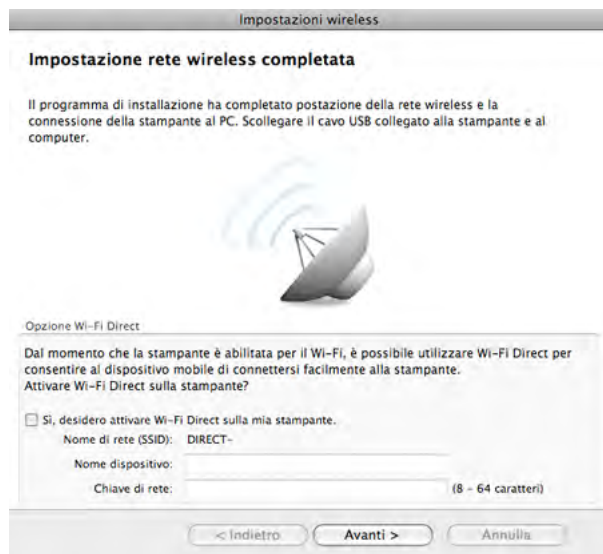 Impostazioni wireless
Impostazione rete wireless completata
Il programma di installazione ha completato postazione della rete wireless e la
connessione della stampante al PC. Scollegare il cavo USB collegato alla stampante e al
computer.
Opzione Wi-Fi Direct
Dal momento che la stampante è abilitata per il Wi-Fi, è possibile utilizzare Wi-Fi Direct per
consentire al dispositivo mobile di connettersi facilmente alla stampante.
Attivare Wi-Fi Direct sulla stampante?
Sì, desidero attivare Wi-Fi Direct sulla mia stampante.
Nome di rete (SSID): DIRECT-
Nome dispositivo:
Chiave di rete: (8 - 64 caratteri)
< Indietro Avanti > Annulla